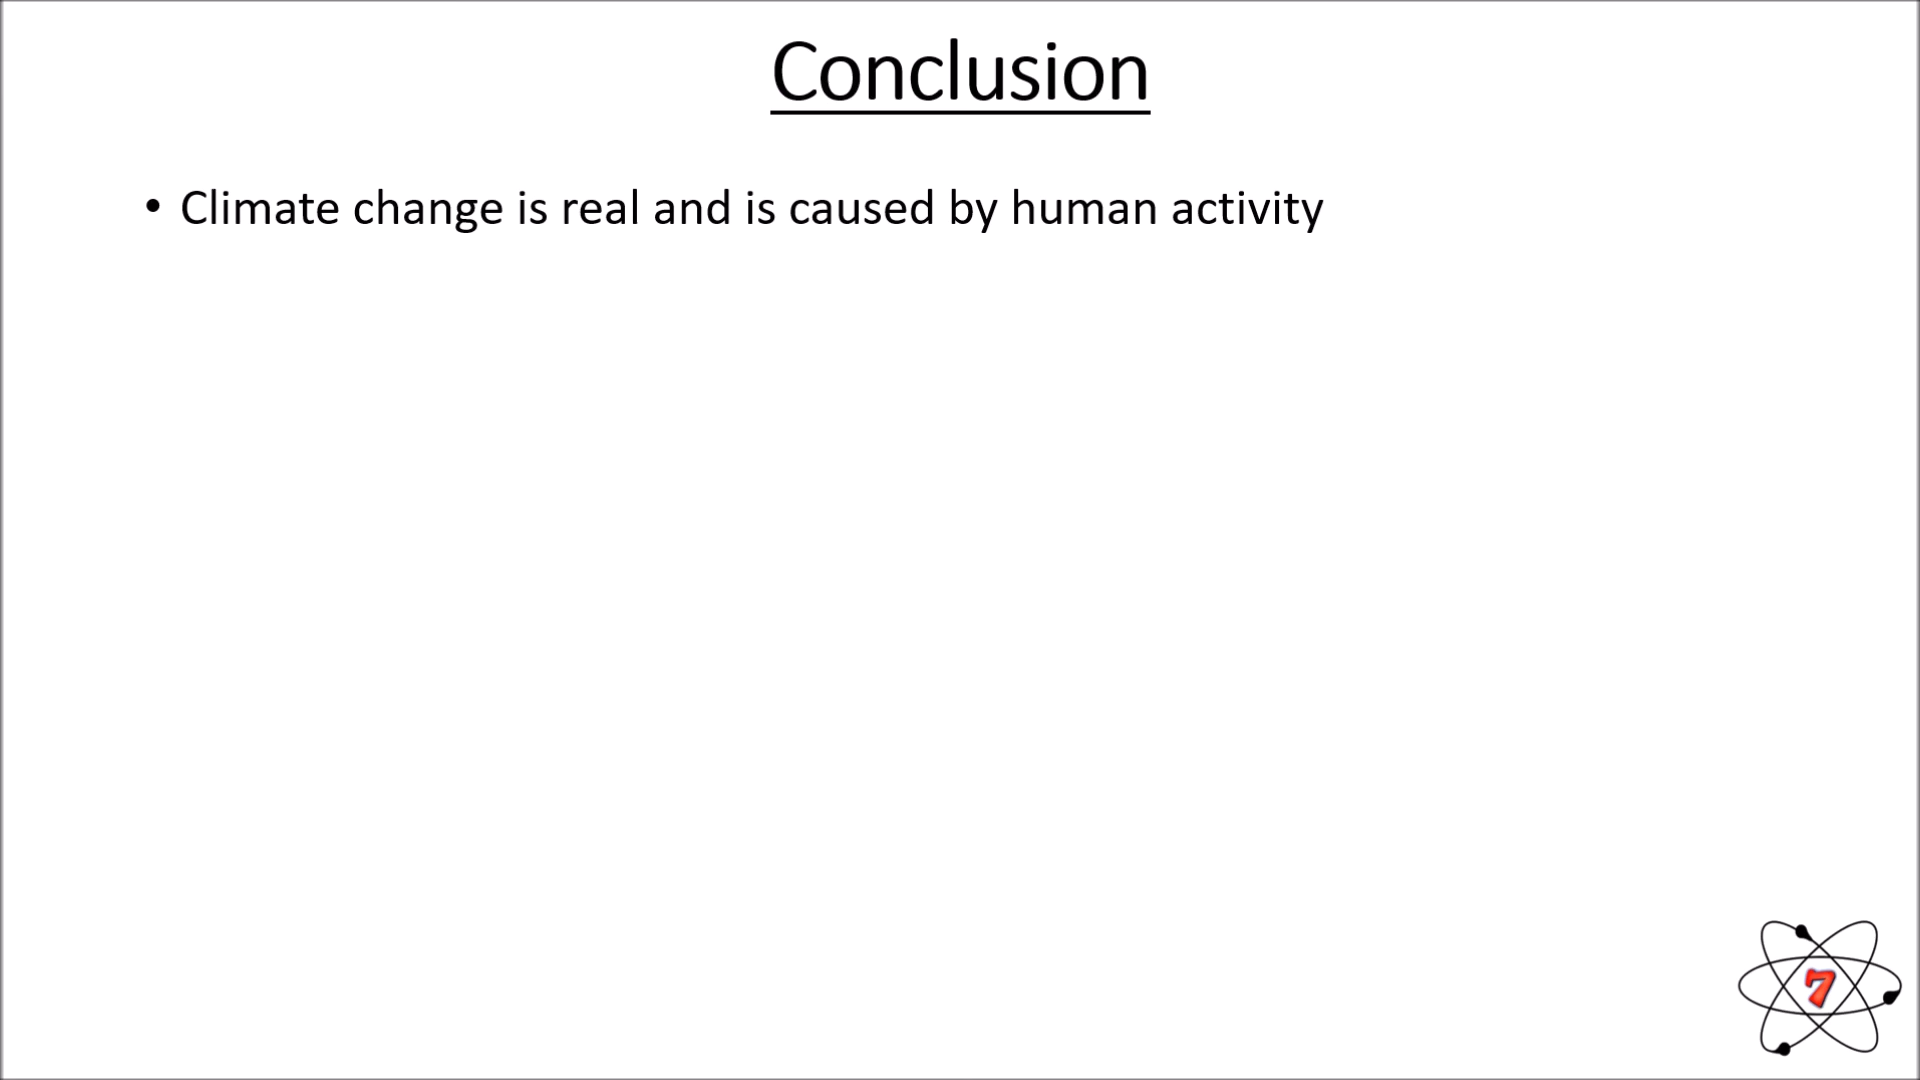 Conclusion
• Climate change is real and is caused by human activity
7